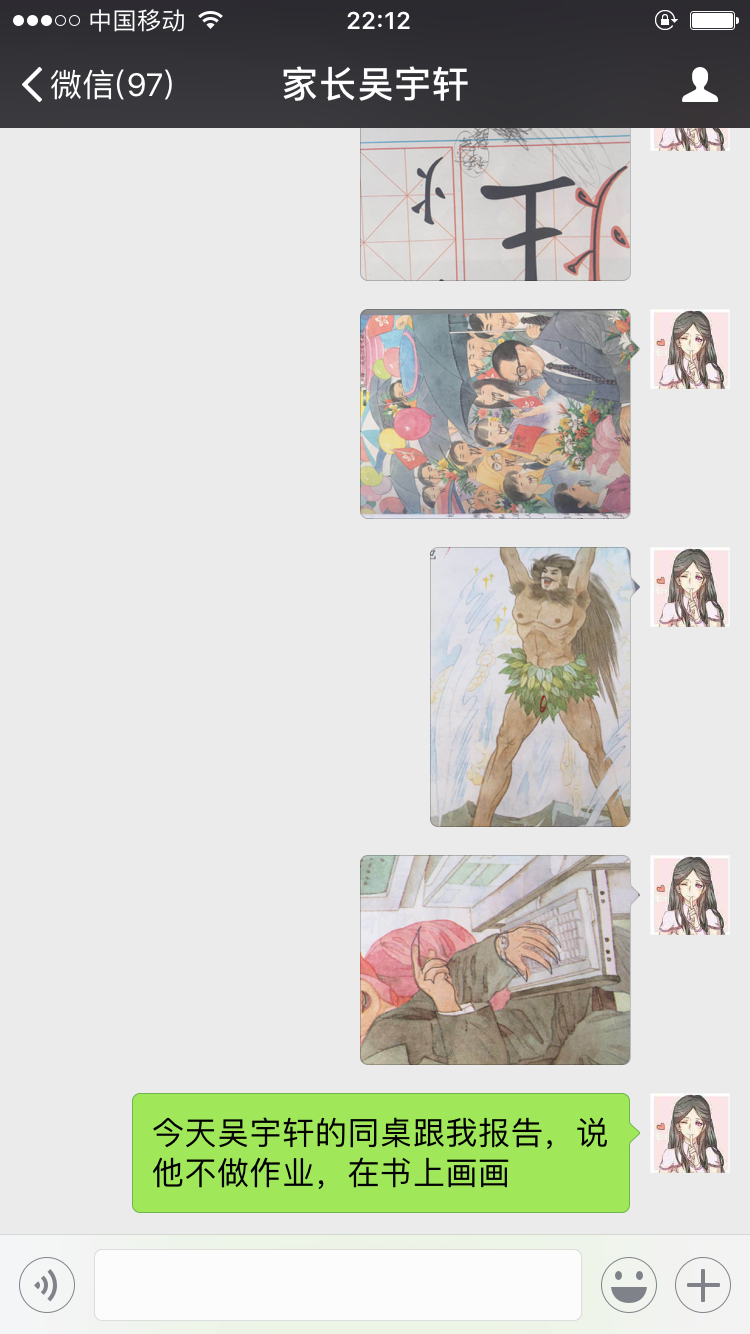 中国移动
22:12
微信(97)
家长吴宇轩
今天吴宇轩的同桌跟我报告，说
他不做作业，在书上画画